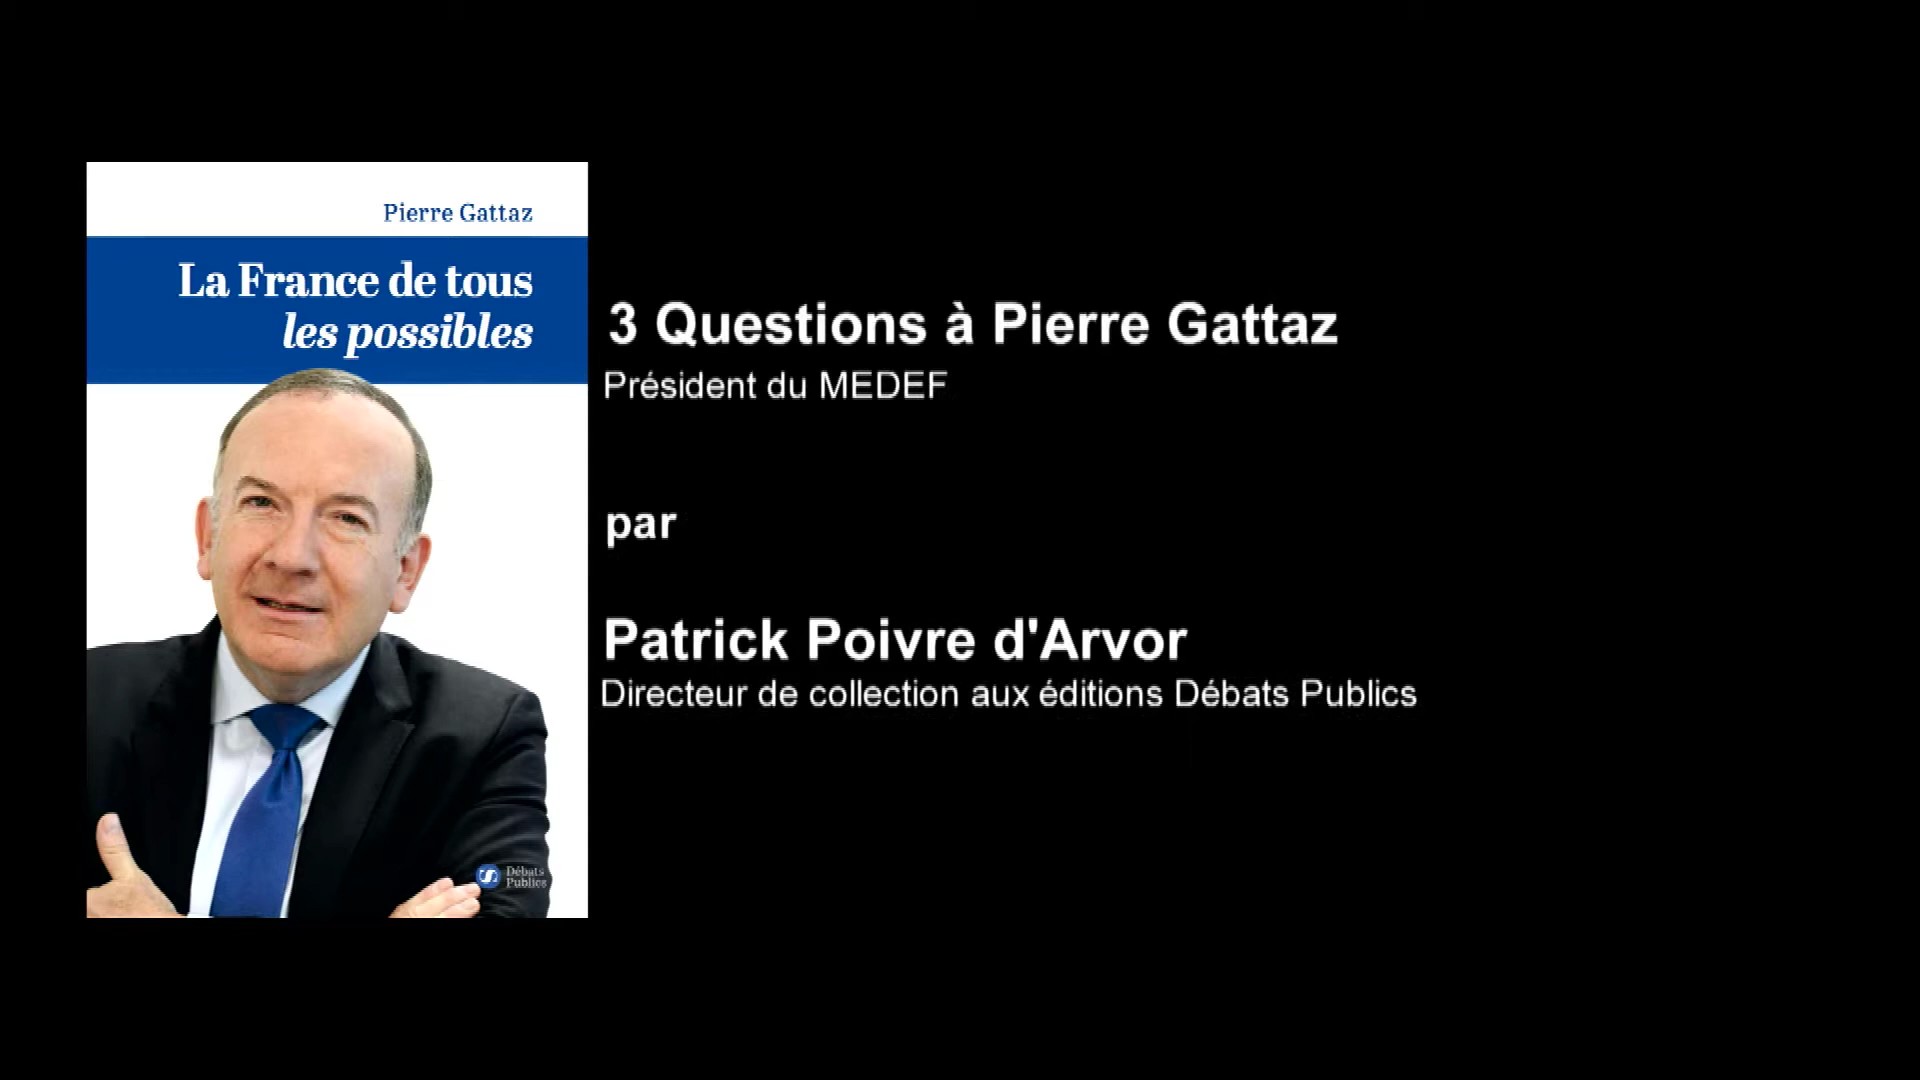 Pierre Gattaz
La France de tous
les possibles
Débats
Publics
3 Questions à Pierre Gattaz
Président du MEDEF
par
Patrick Poivre d'Arvor
Directeur de collection aux éditions Débats Publics